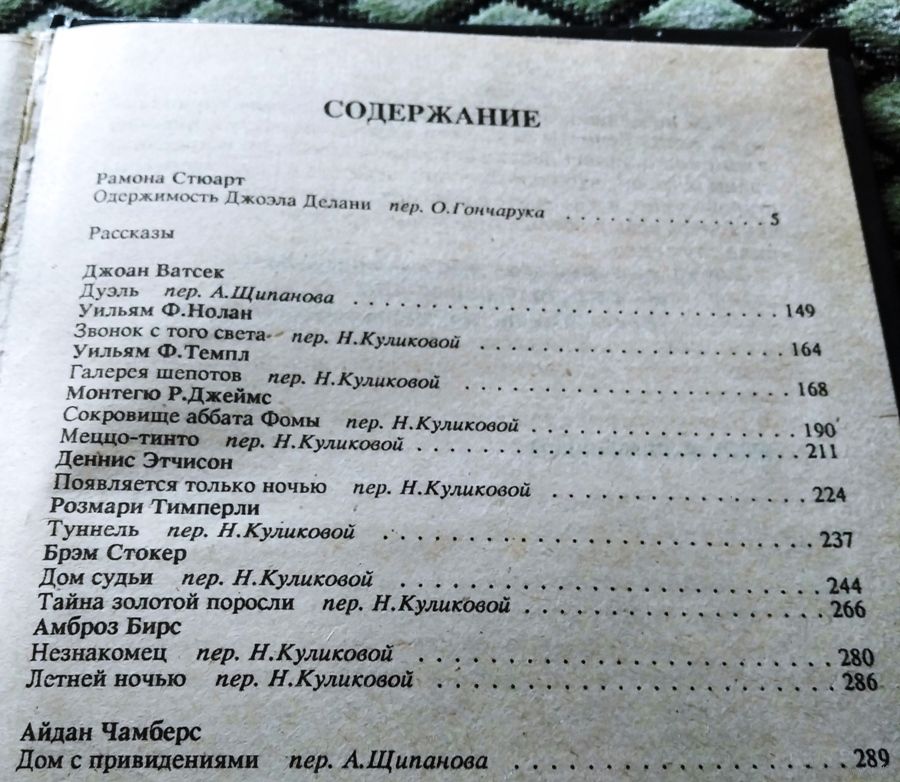 СОДЕРЖАНИЕ
Рамона Стюарт
Одержимость Джоэла Делани пер. О.Гончарука . . . . . . . . . . . . . . . 5
Рассказы
Джоан Ватсек
Дуэль пер. А.Щипанова . . . . . . . . . . . . . . . . . . . . . . . . . . . . . 149
Уильям Ф.Нолан
Звонок с того света пер. Н.Куликовой . . . . . . . . . . . . . . . . . . . . 164
Уильям Ф.Темпл
Галерея шепотов пер. Н.Куликовой . . . . . . . . . . . . . . . . . . . . . 168
Монтегю Р.Джеймс
Сокровище аббата Фомы пер. Н.Куликовой . . . . . . . . . . . . . . . . 190
Меццо-тинто пер. Н.Куликовой . . . . . . . . . . . . . . . . . . . . . . . . 211
Деннис Этчисон
Появляется только ночью пер. Н.Куликовой . . . . . . . . . . . . . . . 224
Розмари Тимперли
Туннель пер. Н.Куликовой . . . . . . . . . . . . . . . . . . . . . . . . . . . 237
Брэм Стокер
Дом судьи пер. Н.Куликовой . . . . . . . . . . . . . . . . . . . . . . . . . 244
Тайна золотой поросли пер. Н.Куликовой . . . . . . . . . . . . . . . . . 266
Амброз Бирс
Незнакомец пер. Н.Куликовой . . . . . . . . . . . . . . . . . . . . . . . . 280
Летней ночью пер. Н.Куликовой . . . . . . . . . . . . . . . . . . . . . . . 286
Айдан Чамберс
Дом с привидениями пер. А.Щипанова . . . . . . . . . . . . . . . . . . . 289